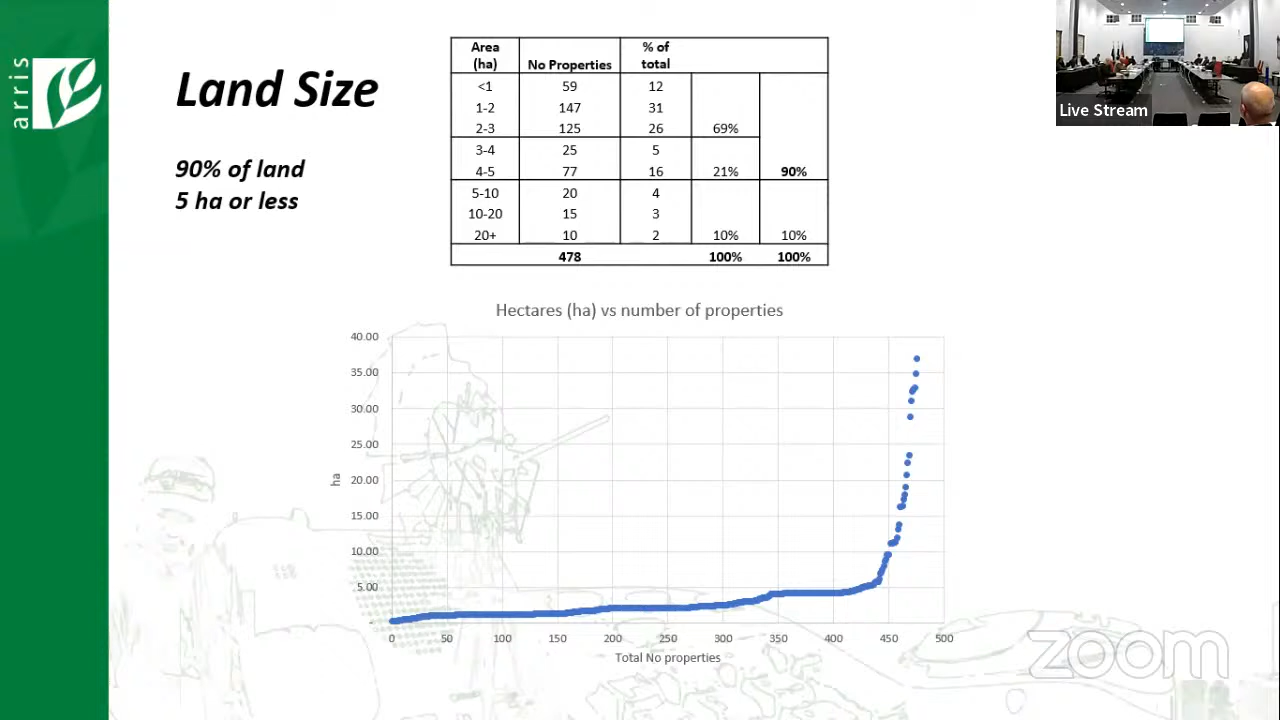 arris
Land Size
90% of land
5 ha or less
Area (ha) No Properties % of total
<1 59 12
1-2 147 31
2-3 125 26 69%
3-4 25 5
4-5 77 16 21% 90%
5-10 20 4
10-20 15 3
20+ 10 2 10% 10%
478 100% 100%
Live Stream
Hectares (ha) vs number of properties
40.00
35.00
30.00
25.00
20.00
15.00
10.00
5.00
-
ha
0 50 100 150 200 250 300 350 400 450 500
Total No properties
zoom